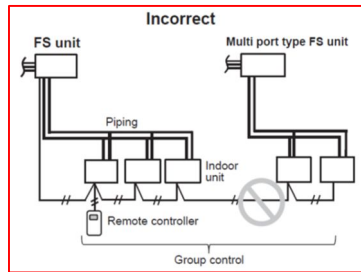 Incorrect
FS unit
Multi port type FS unit
Piping
Indoor
unit
Remote controller
Group control